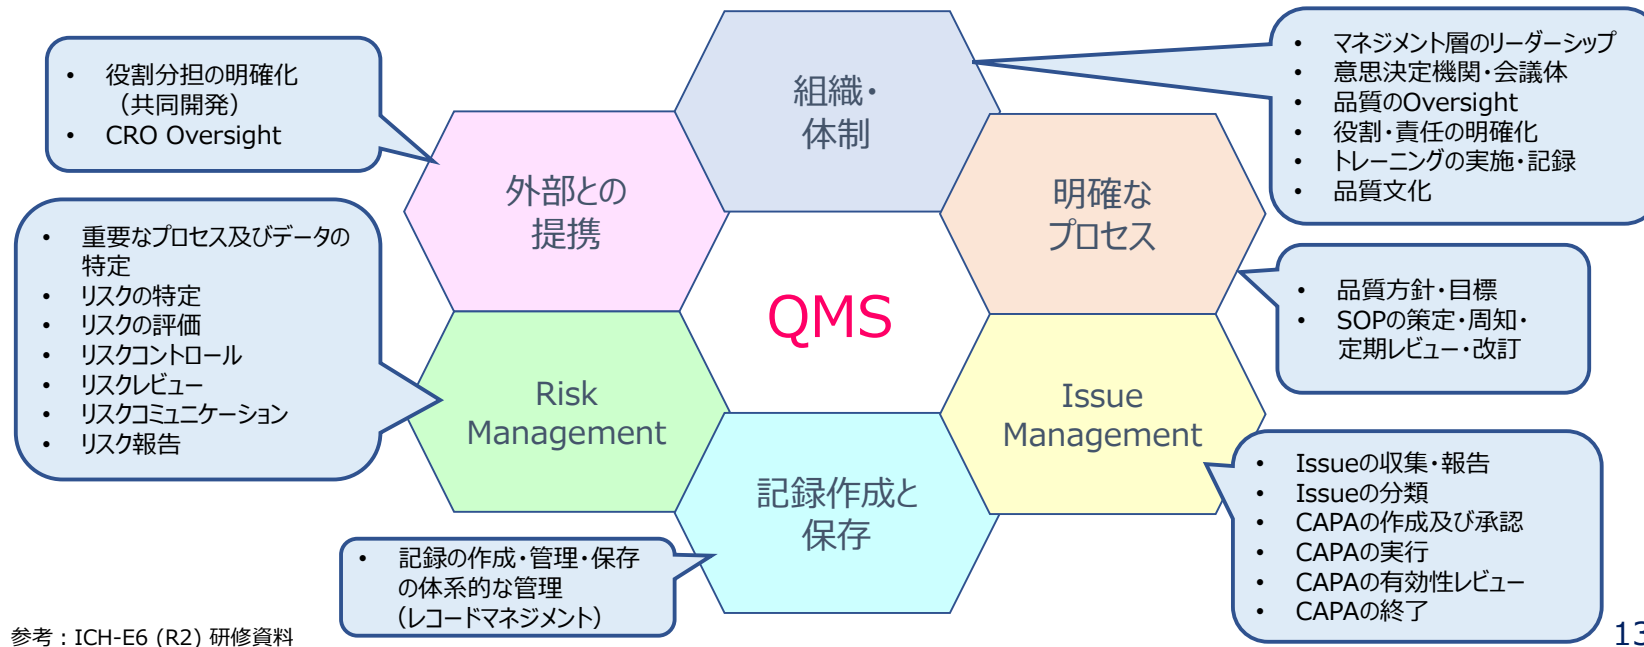 • 役割分担の明確化
（共同開発）
• CRO Oversight
組織・
体制
• マネジメント層のリーダーシップ
• 意思決定機関・会議体
• 品質のOversight
• 役割・責任の明確化
• トレーニングの実施・記録
• 品質文化
外部との
提携
明確な
プロセス
• 重要なプロセス及びデータの
特定
• リスクの特定
• リスクの評価
• リスクコントロール
• リスクレビュー
• リスクコミュニケーション
• リスク報告
QMS
• 品質方針・目標
• SOPの策定・周知・
定期レビュー・改訂
Risk
Management
Issue
Management
• Issueの収集・報告
• Issueの分類
• CAPAの作成及び承認
• CAPAの実行
• CAPAの有効性レビュー
• CAPAの終了
記録作成と
保存
• 記録の作成・管理・保存
の体系的な管理
（レコードマネジメント）
参考：ICH-E6 (R2) 研修資料
13